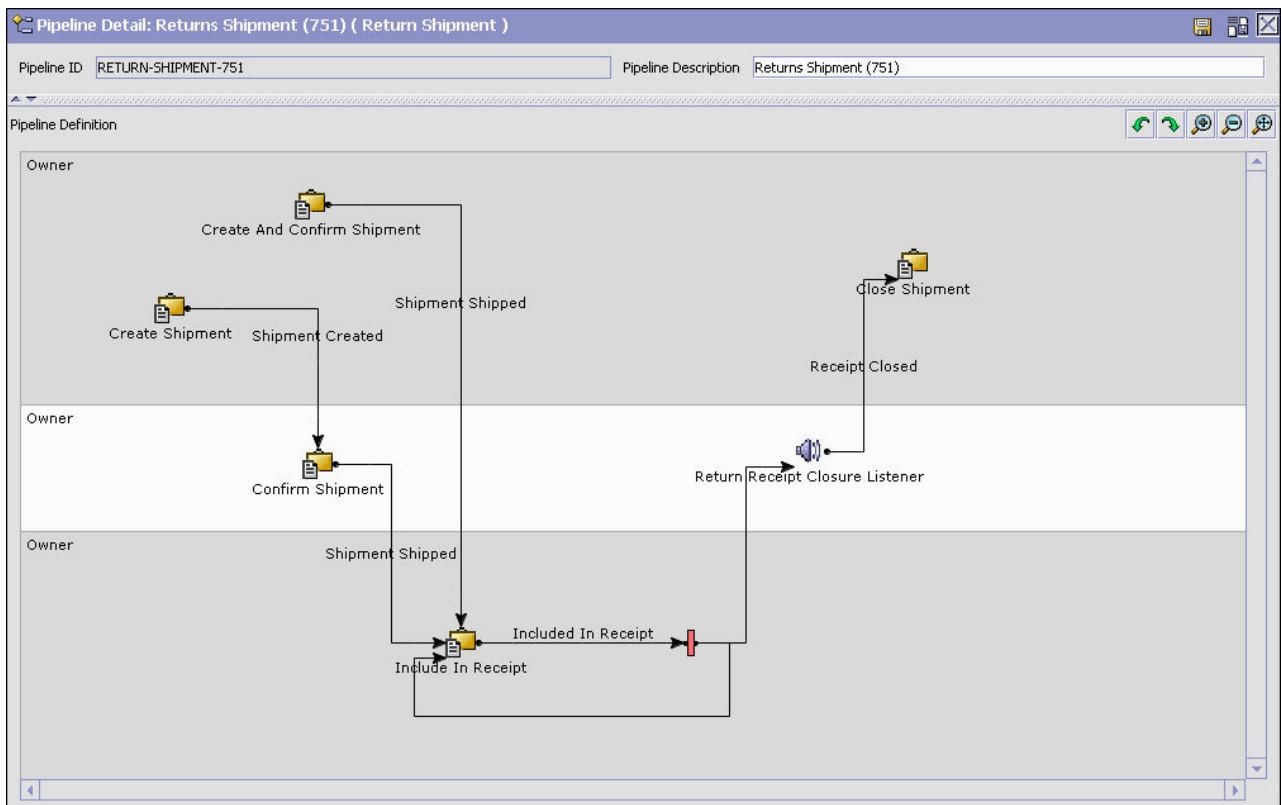 Pipeline Detail: Returns Shipment (751) ( Return Shipment )
Pipeline ID RETURN-SHIPMENT-751 Pipeline Description Returns Shipment (751)
Pipeline Definition
Owner
Create And Confirm Shipment
Close Shipment
Shipment Shipped
Create Shipment Shipment Created
Receipt Closed
Owner
Return Receipt Closure Listener
Confirm Shipment
Owner
Shipment Shipped
Included In Receipt
Include In Receipt